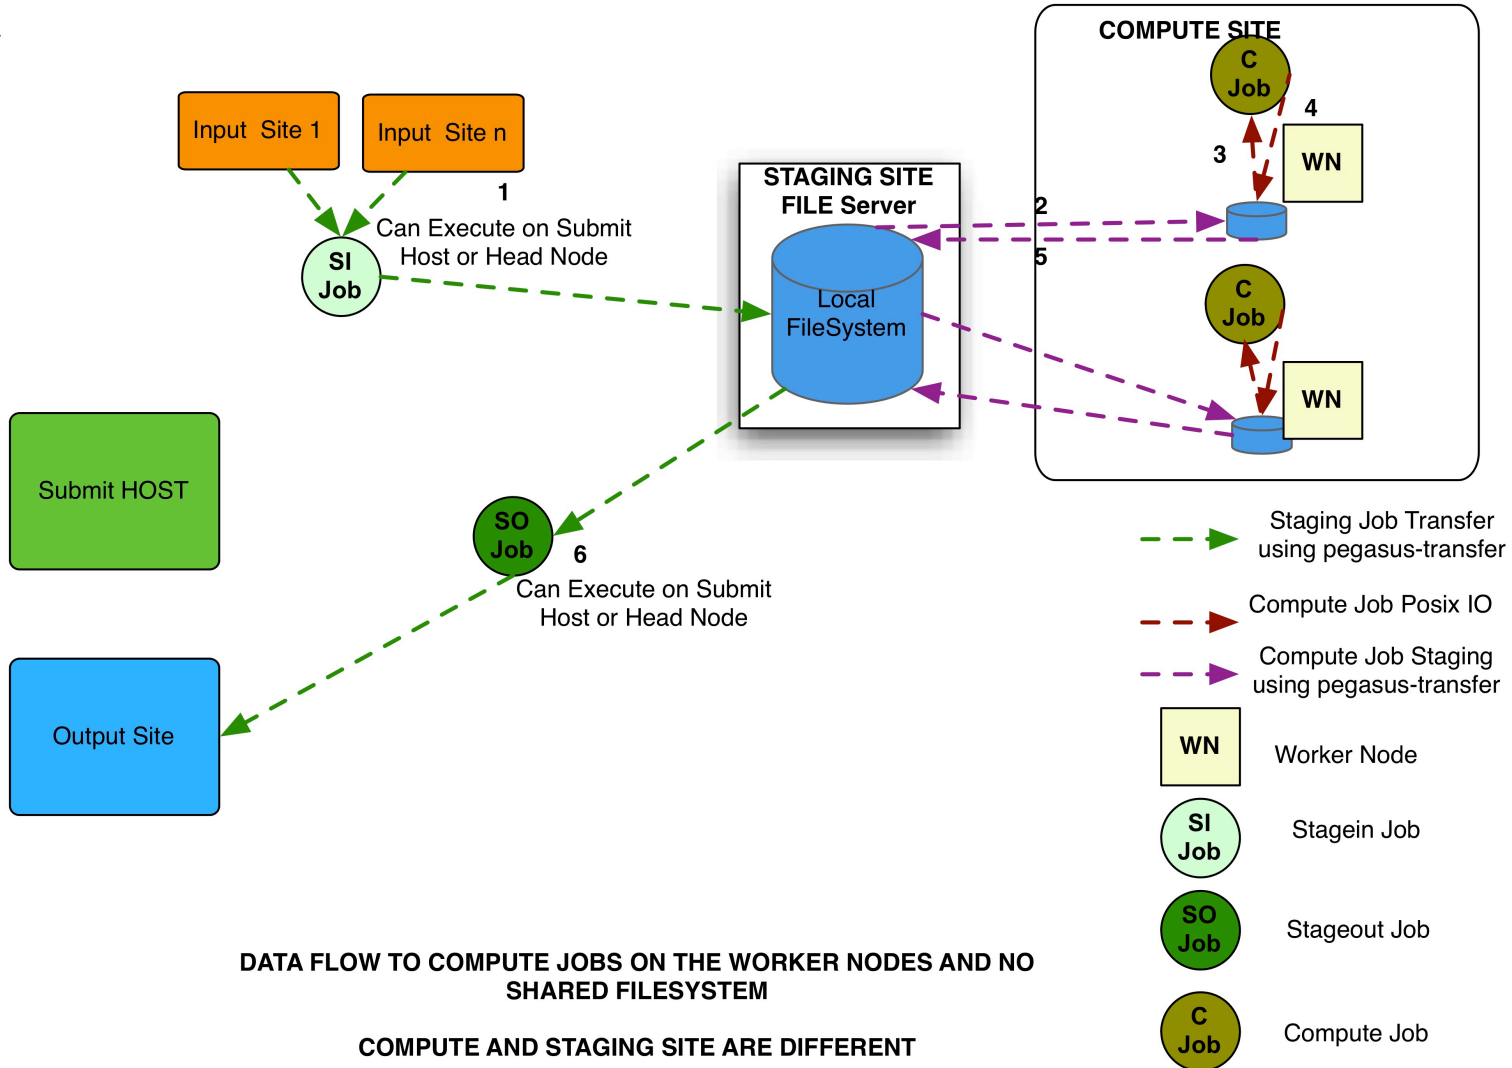 COMPUTE SITE
C
Job
4
3
WN
Input  Site 1
Input  Site n
1
Can Execute on Submit
Host or Head Node
SI
Job
STAGING SITE
FILE Server
Local
FileSystem
2
5
C
Job
WN
Submit HOST
SO
Job
6
Can Execute on Submit
Host or Head Node
Output Site
Staging Job Transfer
using pegasus-transfer
Compute Job Posix IO
Compute Job Staging
using pegasus-transfer
WN
Worker Node
SI
Job
Stagein Job
SO
Job
Stageout Job
C
Job
Compute Job
DATA FLOW TO COMPUTE JOBS ON THE WORKER NODES AND NO
SHARED FILESYSTEM
COMPUTE AND STAGING SITE ARE DIFFERENT